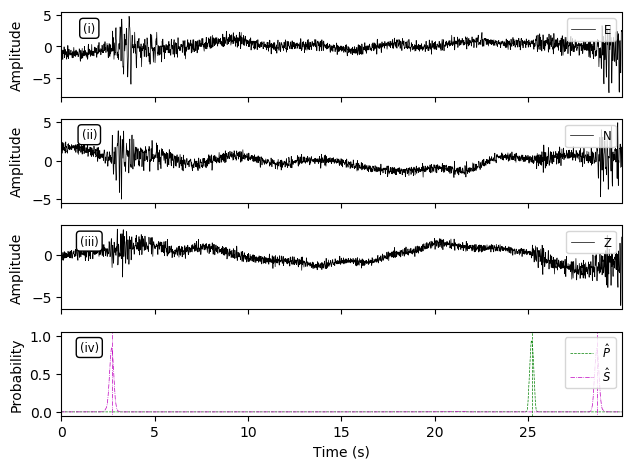 5
0
−5
Amplitude
(i)
E
5
0
−5
Amplitude
(ii)
N
0
−5
Amplitude
(iii)
Z
1.0
0.5
0.0
Probability
(iv)
P̂
Ŝ
0 5 10 15 20 25
Time (s)